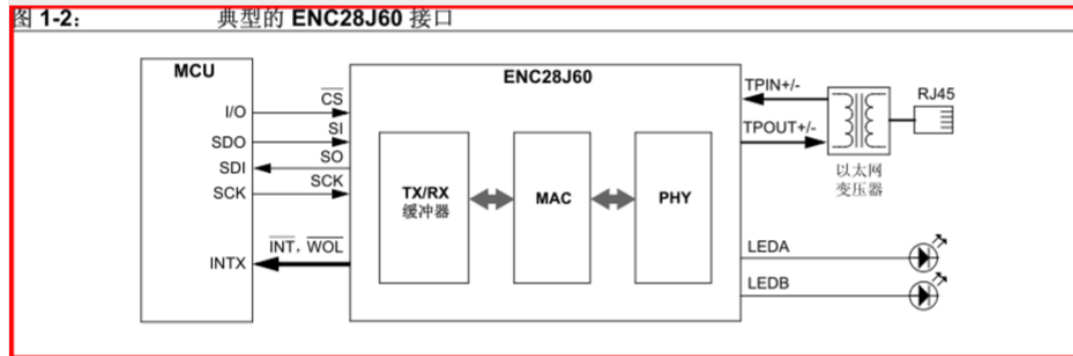 图 1-2： 典型的 ENC28J60 接口
MCU
I/O
SDO
SDI
SCK
INTX
CS
SI
SO
SCK
INT，WOL
ENC28J60
TX/RX
缓冲器
MAC
PHY
TPIN+/-
TPOUT+/-
RJ45
以太网
变压器
LEDA
LEDB